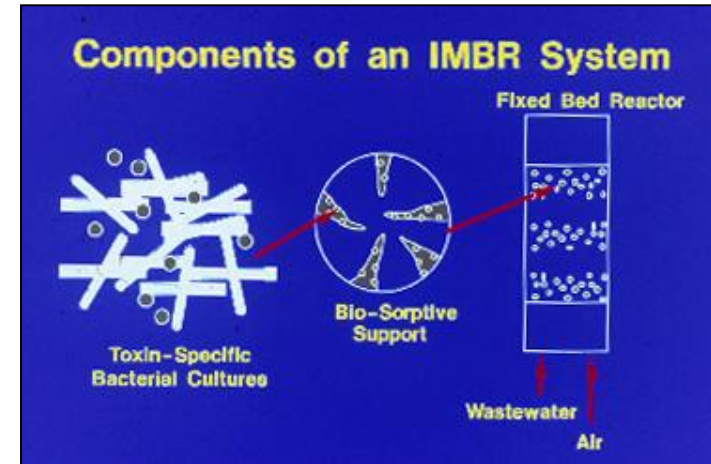 Components of an IMBR System
Fixed Bed Reactor
Bio-Sorptive
Support
Toxin-Specific
Bacterial Cultures
Wastewater
Air